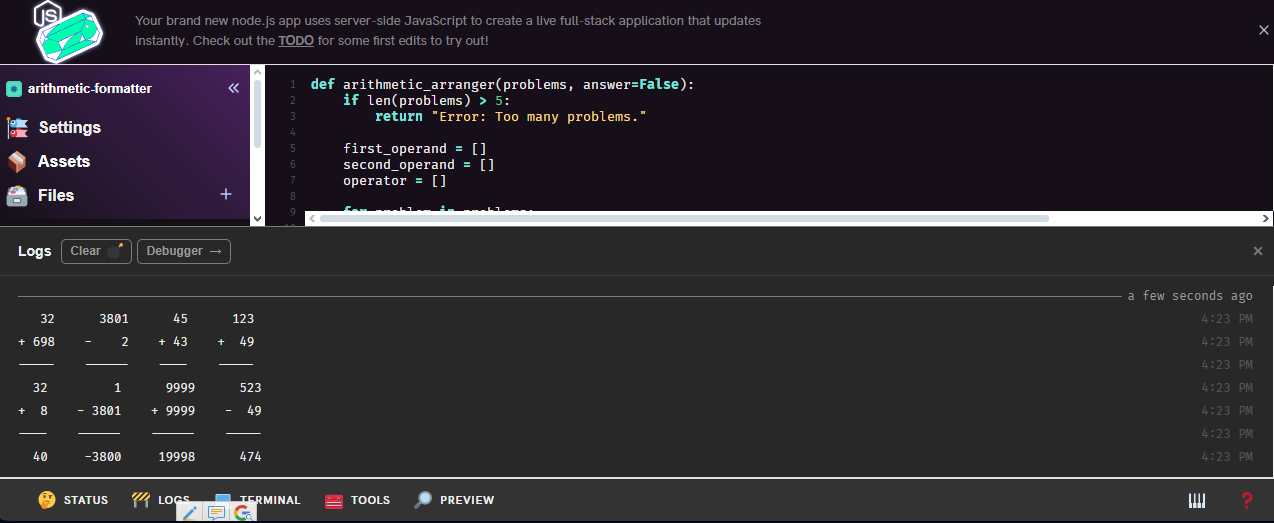 JS
Your brand new node.js app uses server-side JavaScript to create a live full-stack application that updates
instantly. Check out the TODO for some first edits to try out!
×
arithmetic-formatter «
Settings
Assets
Files +
1 def arithmetic_arranger(problems, answer=False):
2     if len(problems) > 5:
3         return "Error: Too many problems."
4
5     first_operand = []
6     second_operand = []
7     operator = []
8
9     for problem in problems:
Logs Clear Debugger → ×
a few seconds ago
   32      3801      45      123 4:23 PM
+ 698    -    2    + 43    +  49 4:23 PM
-----    ------    ----    ----- 4:23 PM
  32         1      9999      523 4:23 PM
+  8    - 3801    + 9999    -  49 4:23 PM
----    ------    ------    ----- 4:23 PM
  40     -3800     19998      474 4:23 PM
STATUS LOGS TERMINAL TOOLS PREVIEW ?